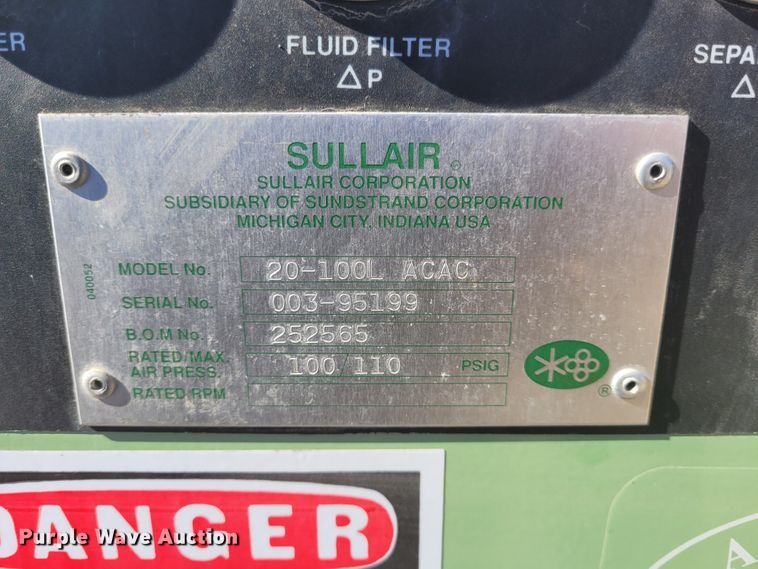 ER
FLUID FILTER
△P
SEPA
△
SULLAIR®
SULLAIR CORPORATION
SUBSIDIARY OF SUNDSTRAND CORPORATION
MICHIGAN CITY, INDIANA USA
040052
MODEL No. 20-100L ACAC
SERIAL No. 003-95199
B.O.M No. 252565
RATED/MAX. AIR PRESS. 100/110 PSIG
RATED RPM
®
DANGER
Purple Wave Auction
A